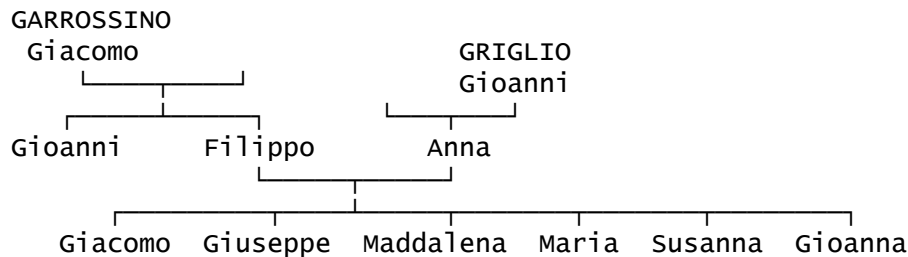 GARROSSINO
Giacomo GRIGLIO
Gioanni
Gioanni Filippo Anna
Giacomo Giuseppe Maddalena Maria Susanna Gioanna